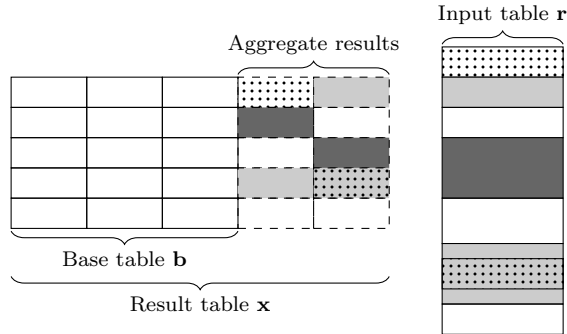 Input table r
Aggregate results
Base table b
Result table x